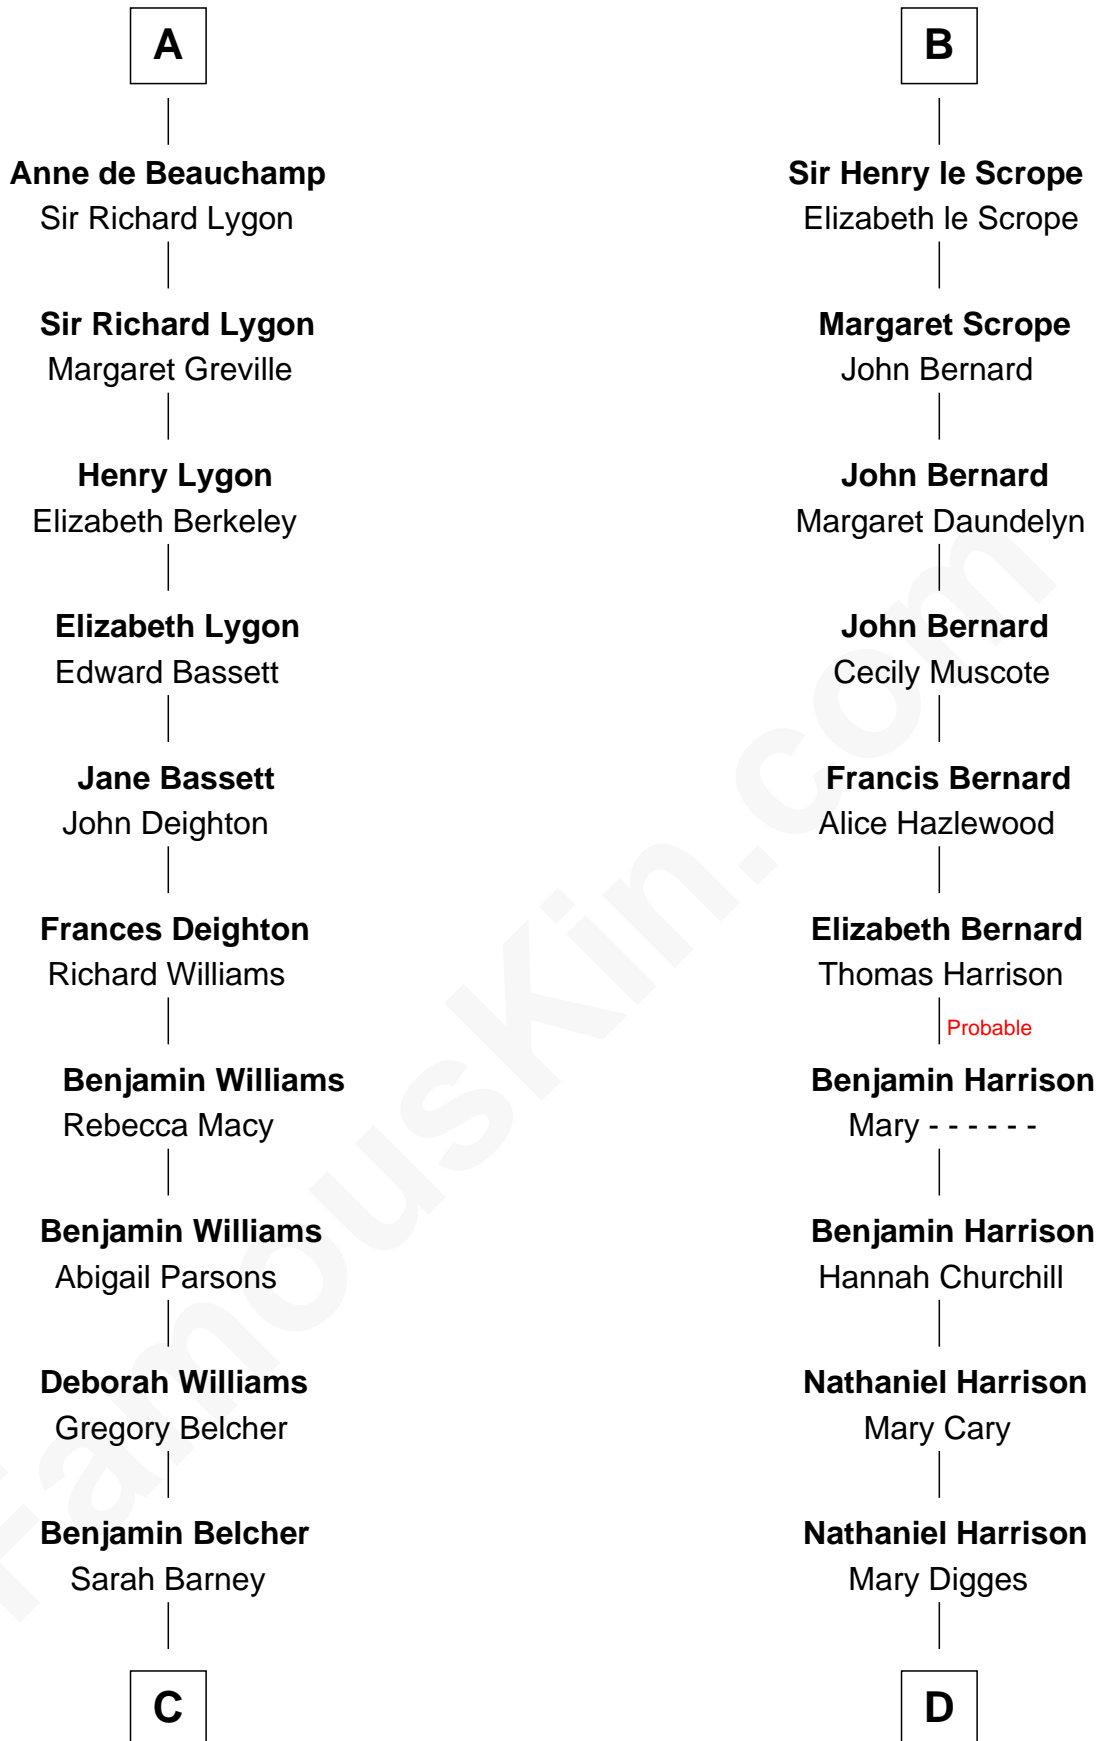 A
Anne de Beauchamp
Sir Richard Lygon
Sir Richard Lygon
Margaret Greville
Henry Lygon
Elizabeth Berkeley
Elizabeth Lygon
Edward Bassett
Jane Bassett
John Deighton
Frances Deighton
Richard Williams
Benjamin Williams
Rebecca Macy
Benjamin Williams
Abigail Parsons
Deborah Williams
Gregory Belcher
Benjamin Belcher
Sarah Barney
C
B
Sir Henry le Scrope
Elizabeth le Scrope
Margaret Scrope
John Bernard
John Bernard
Margaret Daundelyn
John Bernard
Cecily Muscote
Francis Bernard
Alice Hazlewood
Elizabeth Bernard
Thomas Harrison
Probable
Benjamin Harrison
Mary - - - - - -
Benjamin Harrison
Hannah Churchill
Nathaniel Harrison
Mary Cary
Nathaniel Harrison
Mary Digges
D
FamousKin.com